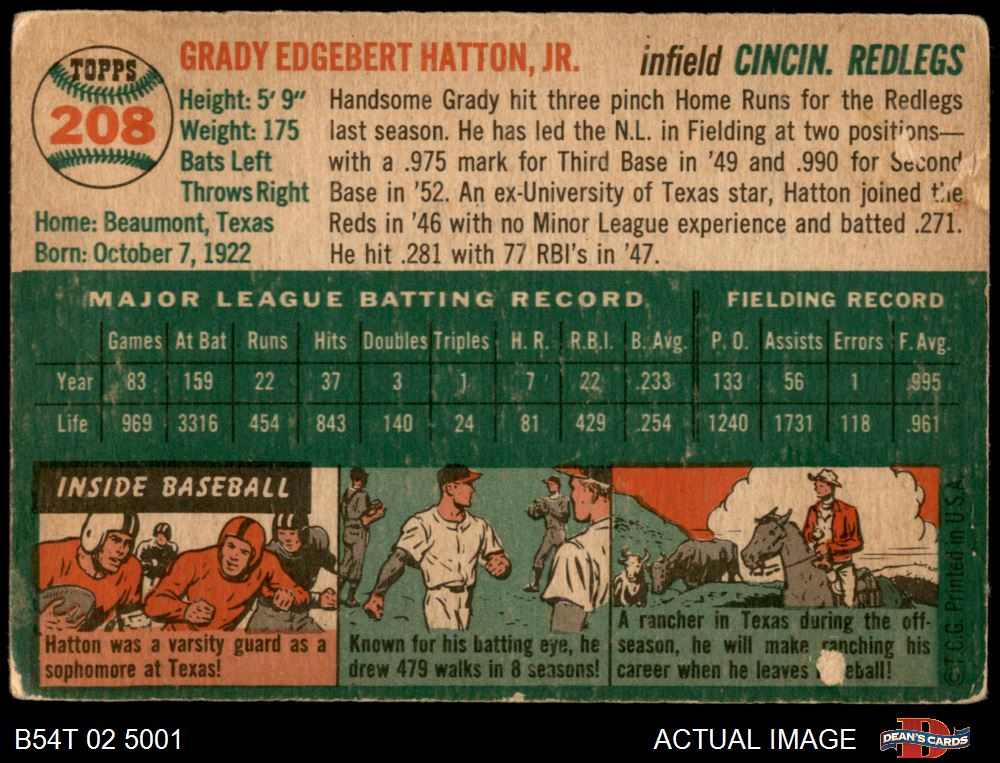 TOPPS
208
GRADY EDGEBERT HATTON, JR. infield CINCIN. REDLEGS
Height: 5' 9"
Weight: 175
Bats Left
Throws Right
Home: Beaumont, Texas
Born: October 7, 1922
Handsome Grady hit three pinch Home Runs for the Redlegs
last season. He has led the N.L. in Fielding at two positions—
with a .975 mark for Third Base in '49 and .990 for Second
Base in '52. An ex-University of Texas star, Hatton joined the
Reds in '46 with no Minor League experience and batted .271.
He hit .281 with 77 RBI's in '47.
MAJOR LEAGUE BATTING RECORD FIELDING RECORD
Games At Bat Runs Hits Doubles Triples H. R. R.B.I. B. Avg. P. O. Assists Errors F. Avg.
Year 83 159 22 37 3 1 7 22 .233 133 56 1 .995
Life 969 3316 454 843 140 24 81 429 .254 1240 1731 118 .961
INSIDE BASEBALL
Hatton was a varsity guard as a
sophomore at Texas!
Known for his batting eye, he
drew 479 walks in 8 seasons!
A rancher in Texas during the off-
season, he will make ranching his
career when he leaves eball!
©T.C.G. Printed in U.S.A.
B54T 02 5001
ACTUAL IMAGE
D
DEAN'S CARDS